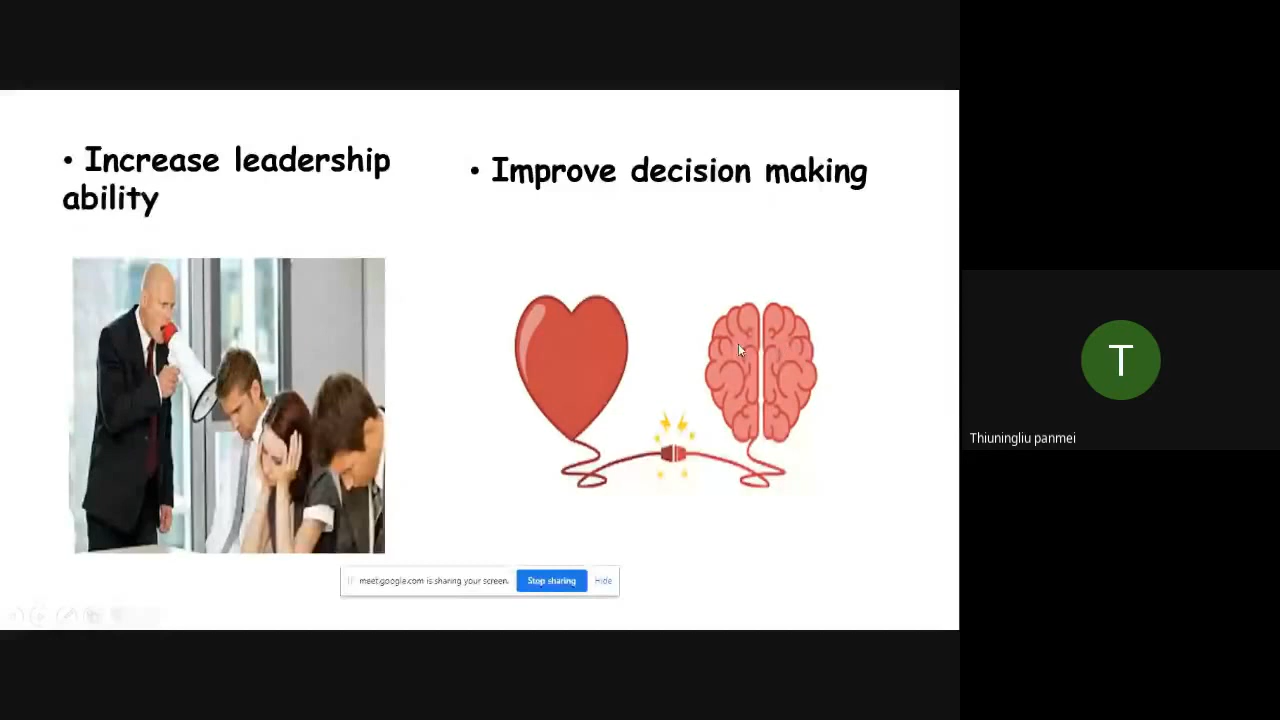 • Increase leadership
ability
• Improve decision making
meet.google.com is sharing your screen.
Stop sharing
Hide
T
Thiuningliu panmei